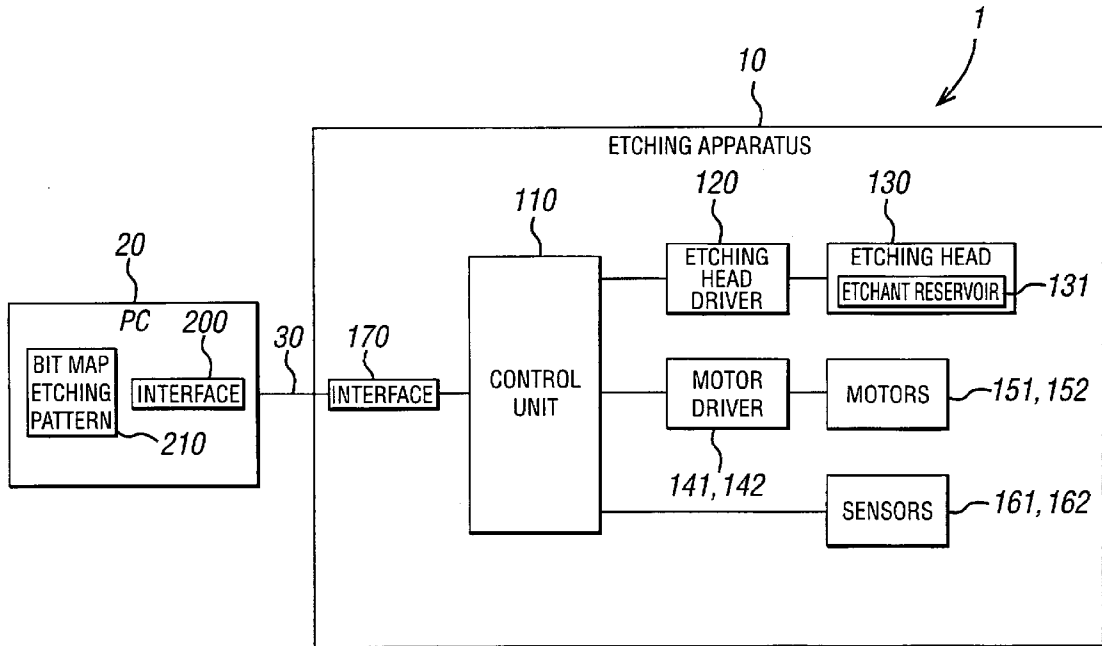 1
10
ETCHING APPARATUS
120
130
110
ETCHING
HEAD
DRIVER
ETCHING HEAD
ETCHANT RESERVOIR
131
20
PC
200
30
170
BIT MAP
ETCHING
PATTERN
INTERFACE
INTERFACE
CONTROL
UNIT
MOTOR
DRIVER
MOTORS
151, 152
210
141, 142
SENSORS
161, 162